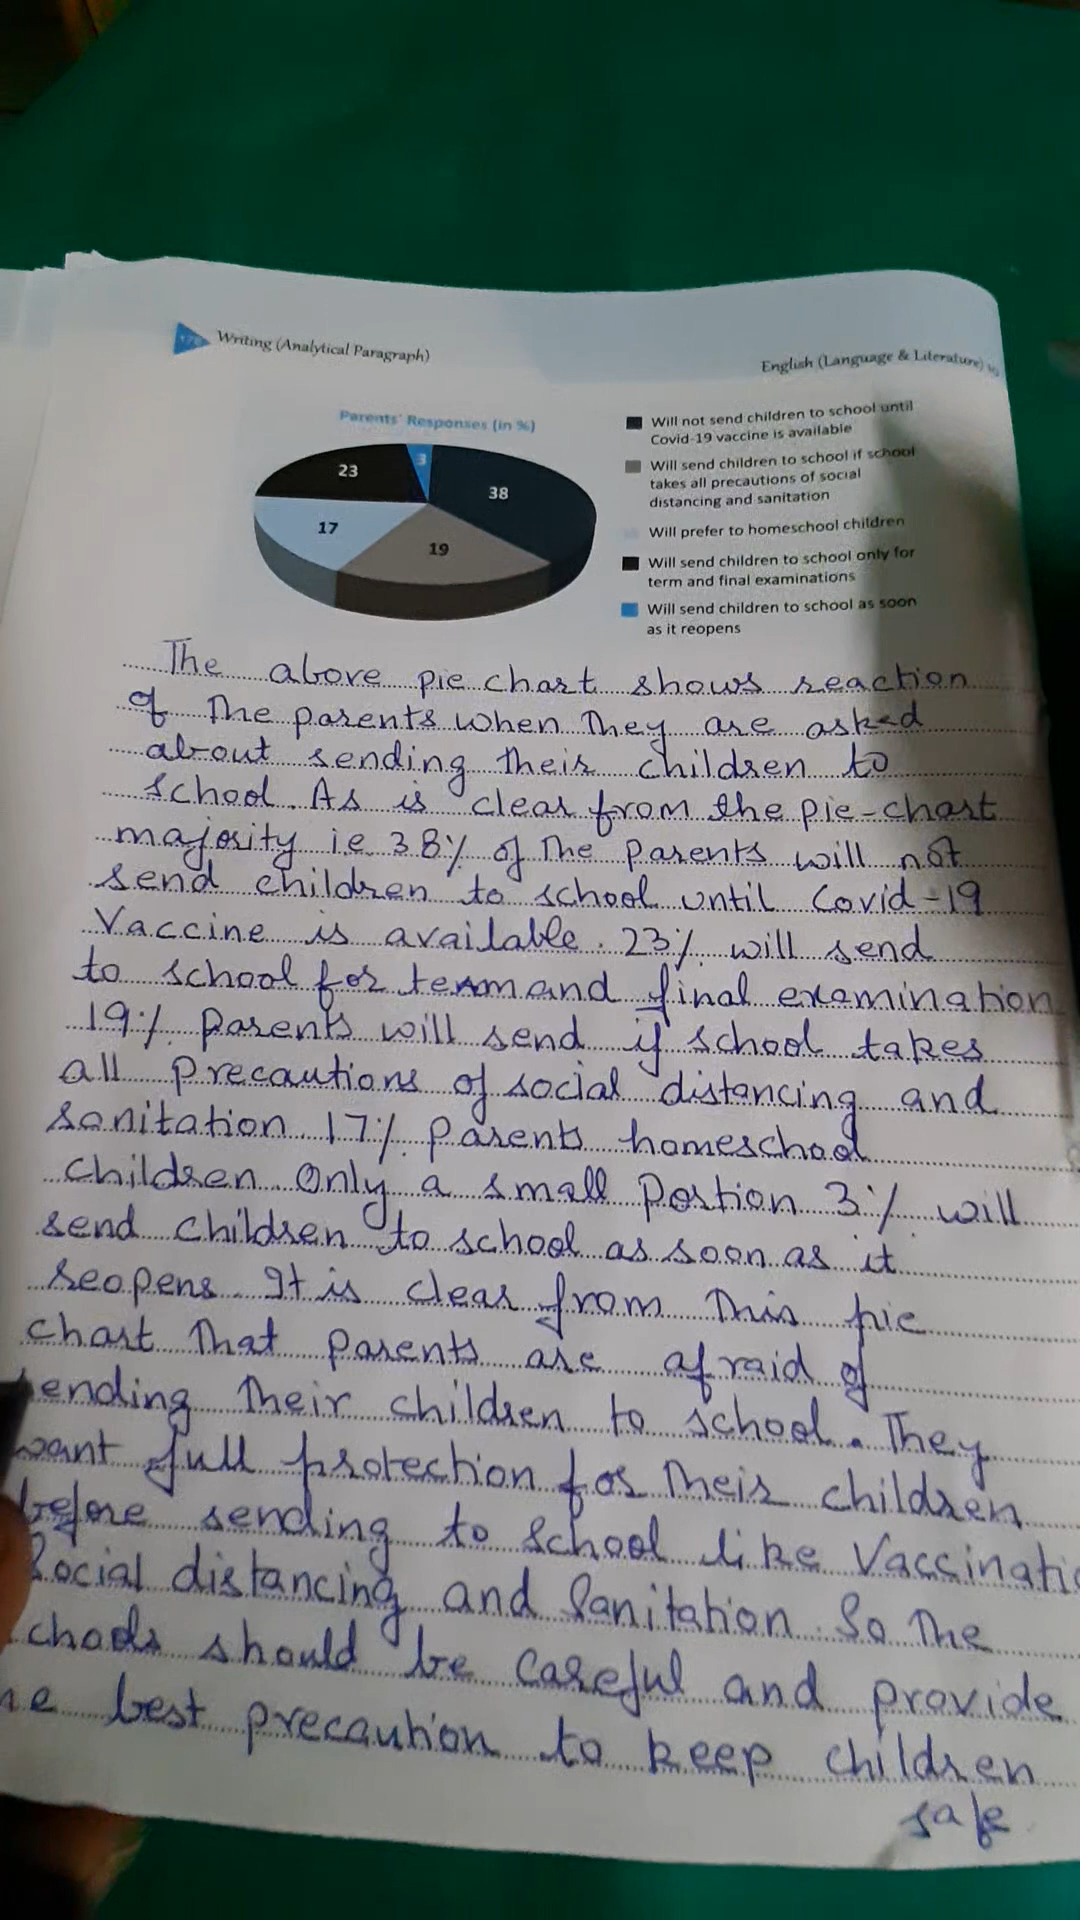 Writing (Analytical Paragraph)
English (Language & Literature)
Parents' Responses (in %)
3
23
38
17
19
Will not send children to school until
Covid-19 vaccine is available
Will send children to school if school
takes all precautions of social
distancing and sanitation
Will prefer to homeschool children
Will send children to school only for
term and final examinations
Will send children to school as soon
as it reopens
The above pie chart shows reaction
of the parents when they are asked
about sending their children to
school. As is clear from the pie-chart
majority ie 38% of the parents will not
send children to school until Covid-19
Vaccine is available. 23% will send
to school for term and final examination
19% parents will send if school takes
all precautions of social distancing and
sanitation. 17% parents homeschool
children. Only a small portion 3% will
send children to school as soon as it
reopens. It is clear from this pie
chart that parents are afraid of
sending their children to school. They
want full protection for their children
before sending to school like Vaccinatio
Social distancing and Sanitation. So the
schools should be careful and provide
he best precaution to keep children
safe